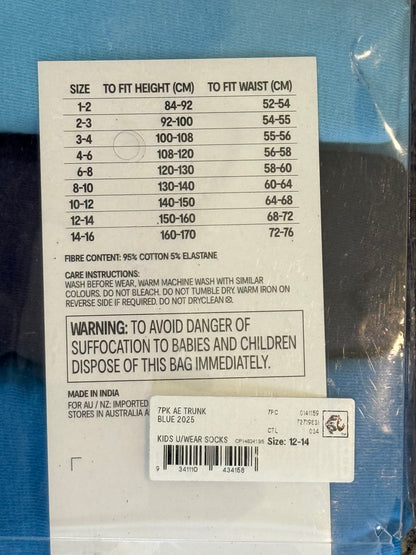 SIZE TO FIT HEIGHT (CM) TO FIT WAIST (CM)
1-2 84-92 52-54
2-3 92-100 54-55
3-4 100-108 55-56
4-6 108-120 56-58
6-8 120-130 58-60
8-10 130-140 60-64
10-12 140-150 64-68
12-14 150-160 68-72
14-16 160-170 72-76
FIBRE CONTENT: 95% COTTON 5% ELASTANE
CARE INSTRUCTIONS:
WASH BEFORE WEAR, WARM MACHINE WASH WITH SIMILAR
COLOURS. DO NOT BLEACH. DO NOT TUMBLE DRY. WARM IRON ON
REVERSE SIDE IF REQUIRED. DO NOT DRYCLEAN
WARNING: TO AVOID DANGER OF
SUFFOCATION TO BABIES AND CHILDREN
DISPOSE OF THIS BAG IMMEDIATELY.
MADE IN INDIA
FOR AU / NZ: IMPORTED
STORES IN AUSTRALIA
7PK AE TRUNK 7PC 0141159
BLUE 2025
CTL 034
KIDS U/WEAR SOCKS Size: 12-14
9 341110 434168